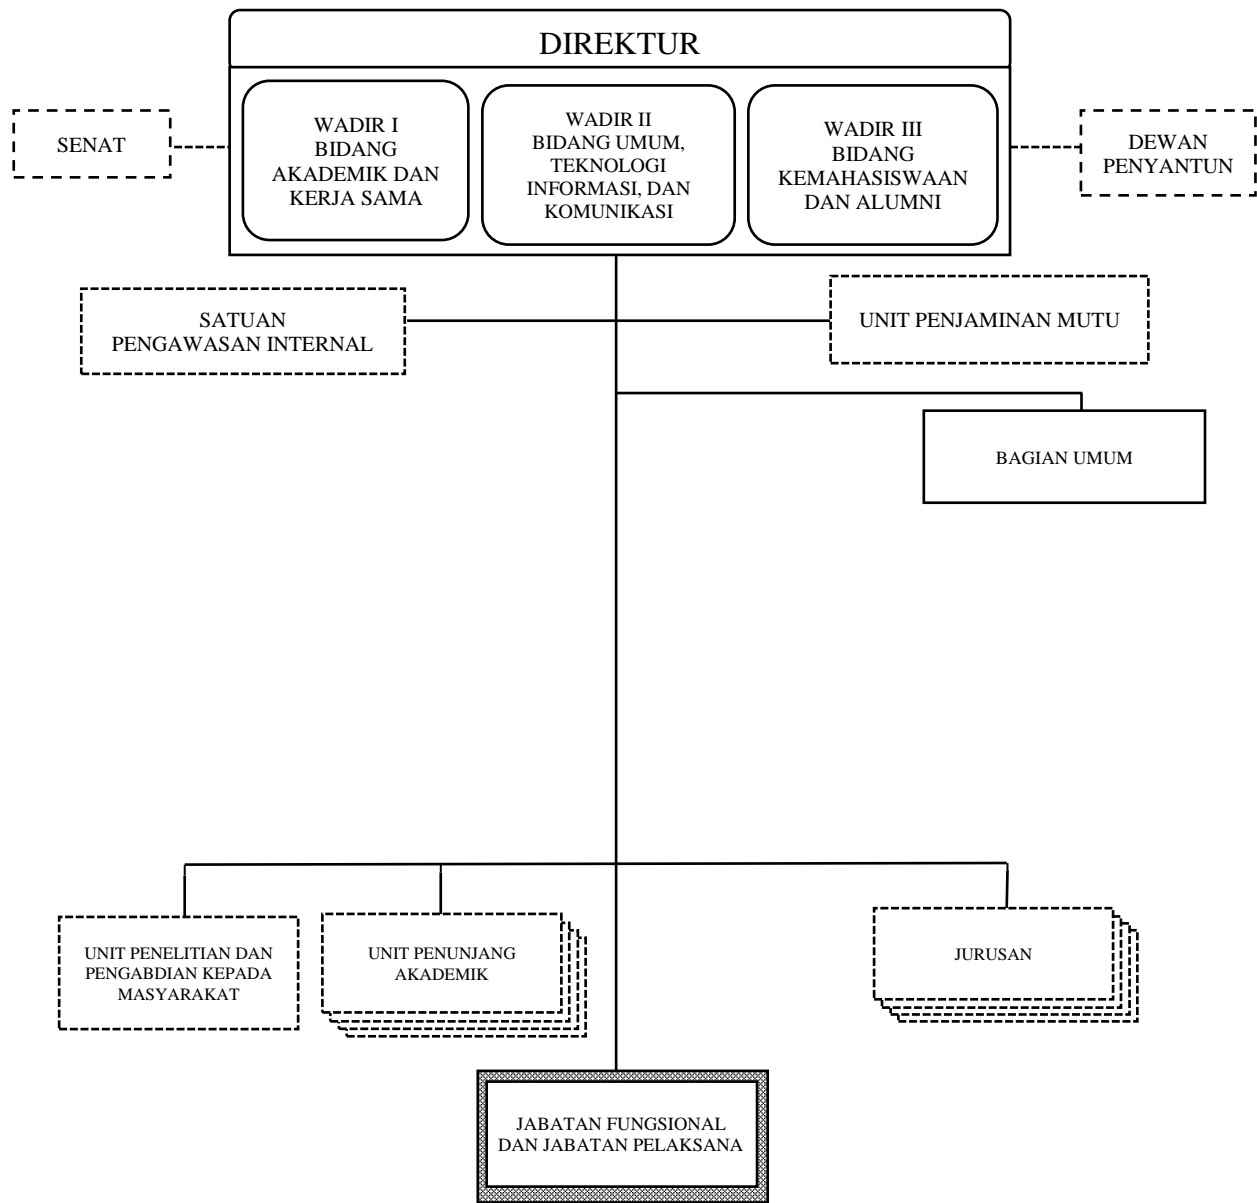 DIREKTUR
SENAT
WADIR I
BIDANG
AKADEMIK DAN
KERJA SAMA
WADIR II
BIDANG UMUM,
TEKNOLOGI
INFORMASI, DAN
KOMUNIKASI
WADIR III
BIDANG
KEMAHASISWAAN
DAN ALUMNI
DEWAN
PENYANTUN
SATUAN
PENGAWASAN INTERNAL
UNIT PENJAMINAN MUTU
BAGIAN UMUM
UNIT PENELITIAN DAN
PENGABDIAN KEPADA
MASYARAKAT
UNIT PENUNJANG
AKADEMIK
JURUSAN
JABATAN FUNGSIONAL
DAN JABATAN PELAKSANA